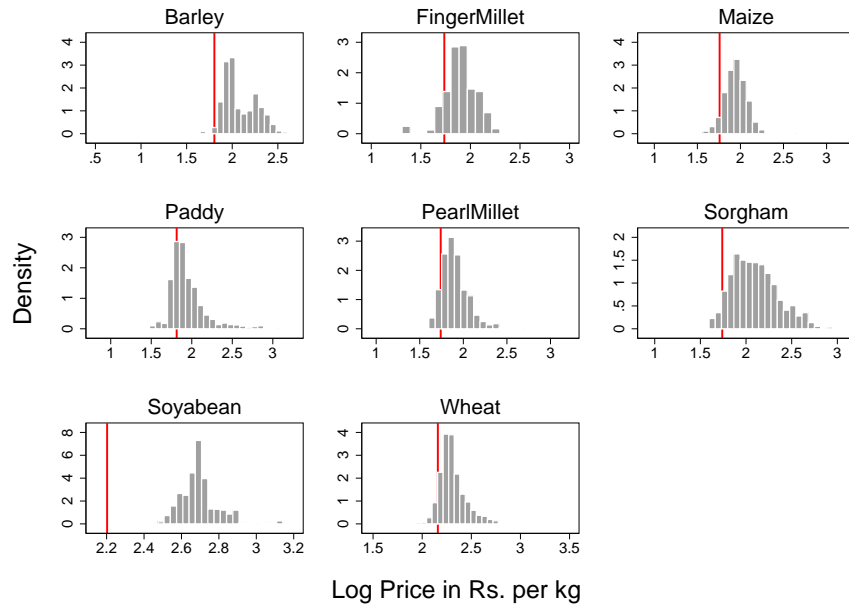 Barley
FingerMillet
Maize
0 1 2 3 4
.5 1 1.5 2 2.5
0 1 2 3
1 1.5 2 2.5 3
0 1 2 3 4
1 1.5 2 2.5 3
Paddy
PearlMillet
Sorgham
0 1 2 3
1 1.5 2 2.5 3
0 1 2 3
1 1.5 2 2.5 3
0 .5 1 1.5 2
1 1.5 2 2.5 3
Density
Soyabean
Wheat
0 2 4 6 8
2.2 2.4 2.6 2.8 3 3.2
0 1 2 3 4
1.5 2 2.5 3 3.5
Log Price in Rs. per kg